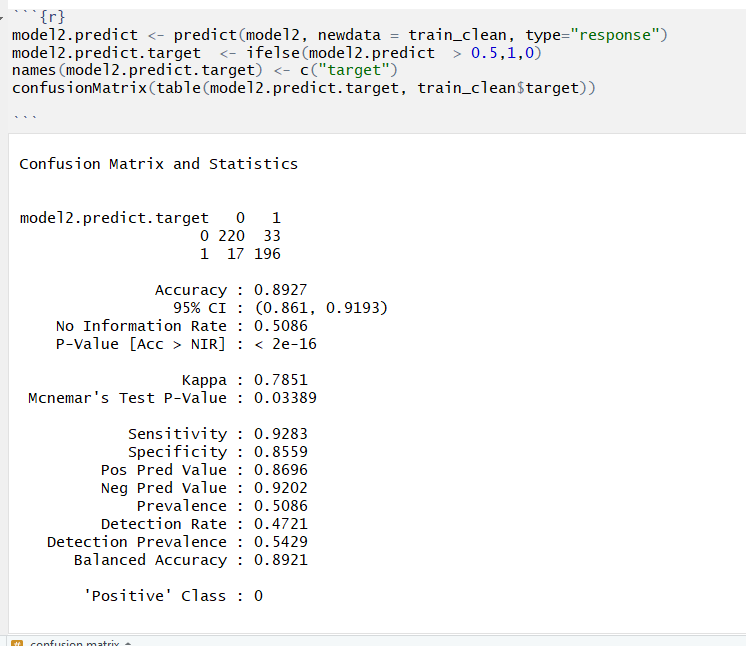 ```{r}
model2.predict <- predict(model2, newdata = train_clean, type="response")
model2.predict.target  <- ifelse(model2.predict  > 0.5,1,0)
names(model2.predict.target) <- c("target")
confusionMatrix(table(model2.predict.target, train_clean$target))
```
Confusion Matrix and Statistics
model2.predict.target   0   1
0 220  33
1  17 196
Accuracy : 0.8927
95% CI : (0.861, 0.9193)
No Information Rate : 0.5086
P-Value [Acc > NIR] : < 2e-16
Kappa : 0.7851
Mcnemar's Test P-Value : 0.03389
Sensitivity : 0.9283
Specificity : 0.8559
Pos Pred Value : 0.8696
Neg Pred Value : 0.9202
Prevalence : 0.5086
Detection Rate : 0.4721
Detection Prevalence : 0.5429
Balanced Accuracy : 0.8921
'Positive' Class : 0
# confusion matrix